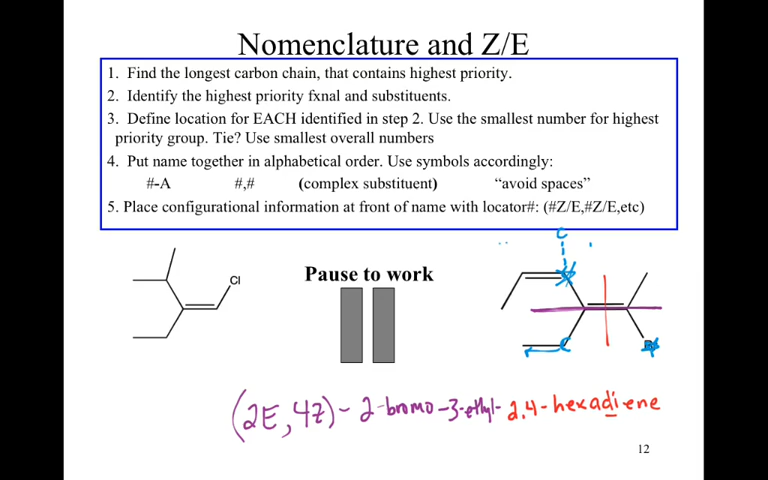 Nomenclature and Z/E
1. Find the longest carbon chain, that contains highest priority.
2. Identify the highest priority fxnal and substituents.
3. Define location for EACH identified in step 2. Use the smallest number for highest
priority group. Tie? Use smallest overall numbers
4. Put name together in alphabetical order. Use symbols accordingly:
#-A #,# (complex substituent) “avoid spaces”
5. Place configurational information at front of name with locator#: (#Z/E,#Z/E,etc)
C
Cl
Pause to work
C
(2E, 4Z)-2-bromo-3-ethyl-2,4-hexadiene
12